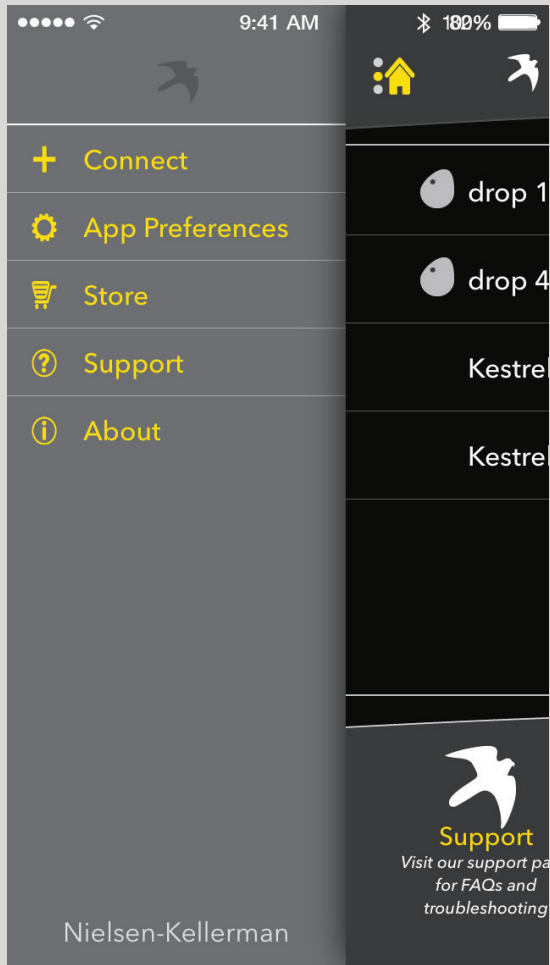 9:41 AM
Connect
App Preferences
Store
Support
About
Nielsen-Kellerman
drop 1
drop 4
Kestrel
Kestrel
Support
Visit our support pa
for FAQs and
troubleshooting